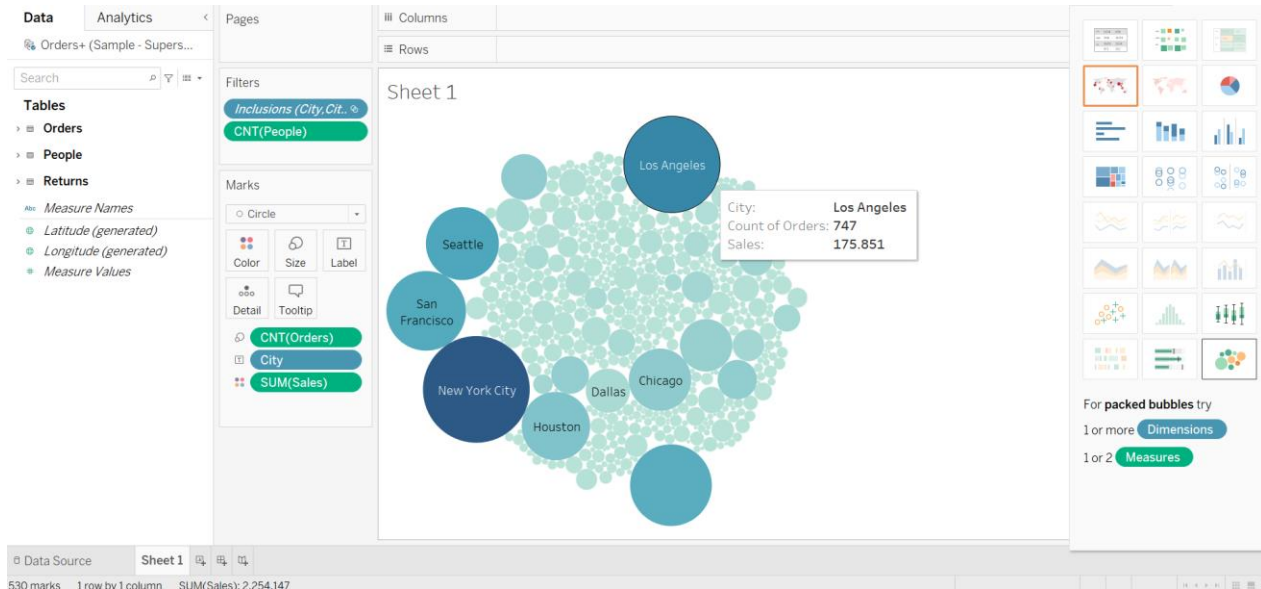 Data
Analytics
Orders+ (Sample - Supers...
Search
Tables
Orders
People
Returns
Abc Measure Names
Latitude (generated)
Longitude (generated)
Measure Values
Pages
Filters
Inclusions (City,Cit..
CNT(People)
Marks
Circle
Color Size Label
Detail Tooltip
CNT(Orders)
City
SUM(Sales)
Columns
Rows
Sheet 1
Los Angeles
City: Los Angeles
Count of Orders: 747
Sales: 175.851
Seattle
San
Francisco
New York City
Dallas
Chicago
Houston
For packed bubbles try
1 or more Dimensions
1 or 2 Measures
Data Source
Sheet 1
530 marks 1 row by 1 column SUM(Sales): 2.254.147